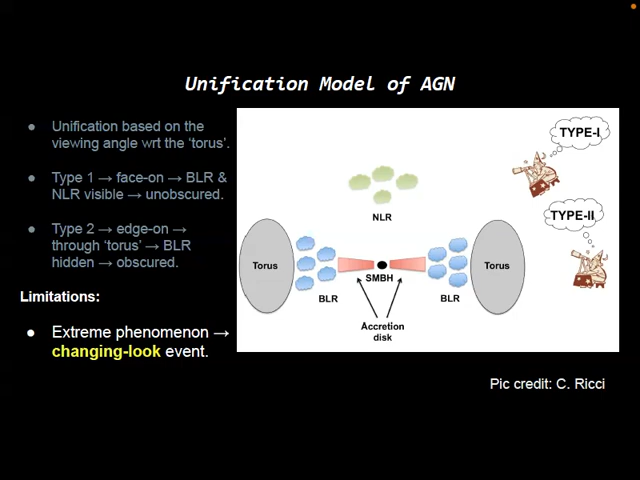 Unification Model of AGN
● Unification based on the
viewing angle wrt the ‘torus’.
● Type 1 → face-on → BLR &
NLR visible → unobscured.
● Type 2 → edge-on →
through ‘torus’ → BLR
hidden → obscured.
Limitations:
● Extreme phenomenon →
changing-look event.
TYPE-I
TYPE-II
NLR
Torus
BLR
SMBH
BLR
Torus
Accretion
disk
Pic credit: C. Ricci